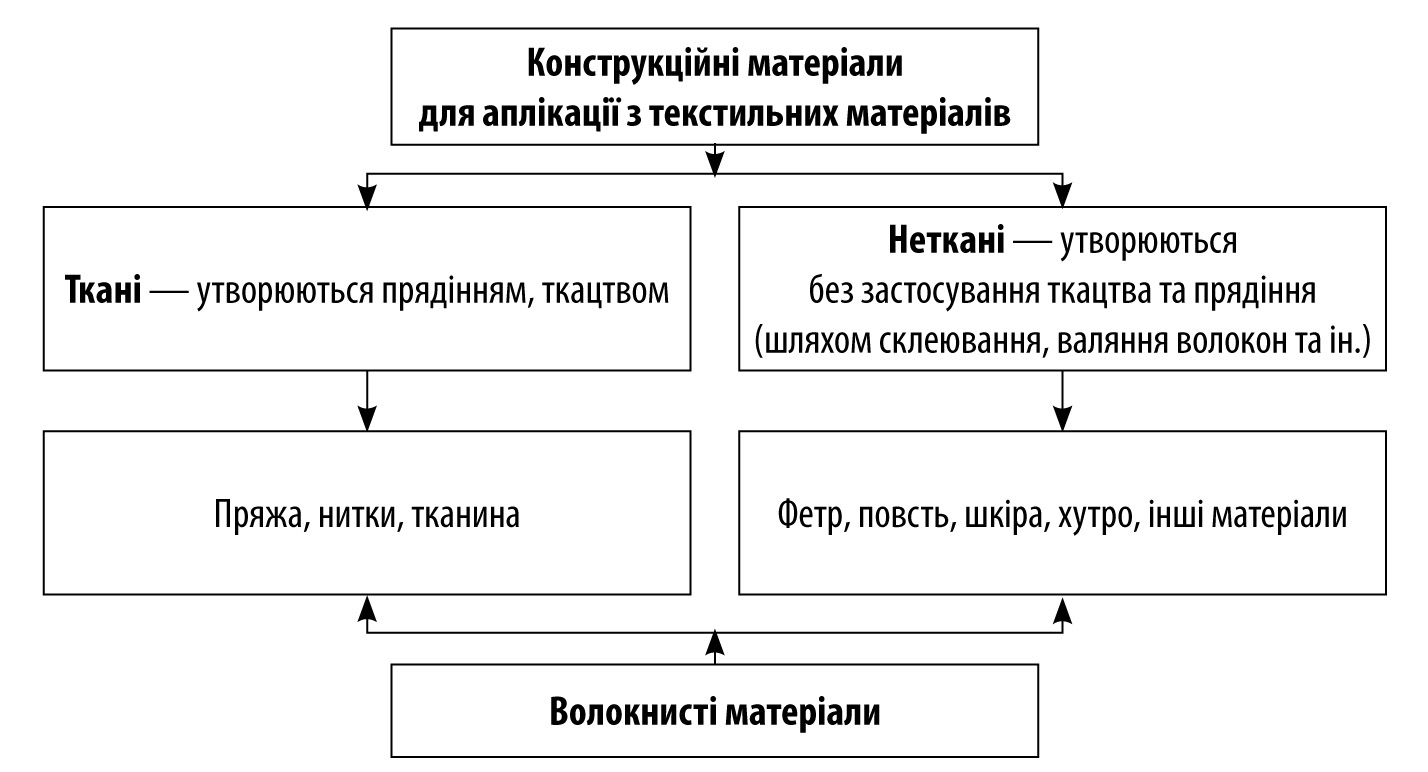 Конструкційні матеріали
для аплікації з текстильних матеріалів
Ткані — утворюються прядінням, ткацтвом
Неткані — утворюються
без застосування ткацтва та прядіння
(шляхом склеювання, валяння волокон та ін.)
Пряжа, нитки, тканина
Фетр, повсть, шкіра, хутро, інші матеріали
Волокнисті матеріали